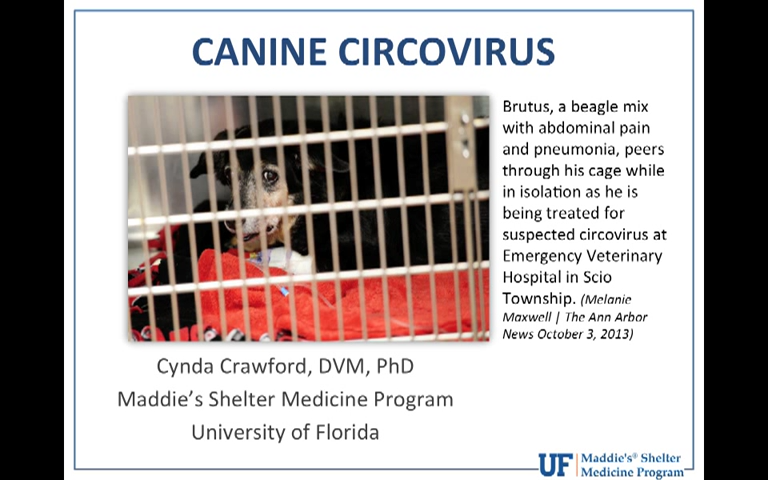 CANINE CIRCOVIRUS
Brutus, a beagle mix
with abdominal pain
and pneumonia, peers
through his cage while
in isolation as he is
being treated for
suspected circovirus at
Emergency Veterinary
Hospital in Scio
Township. (Melanie
Maxwell | The Ann Arbor
News October 3, 2013)
Cynda Crawford, DVM, PhD
Maddie's Shelter Medicine Program
University of Florida
UF Maddie's® Shelter
Medicine Program